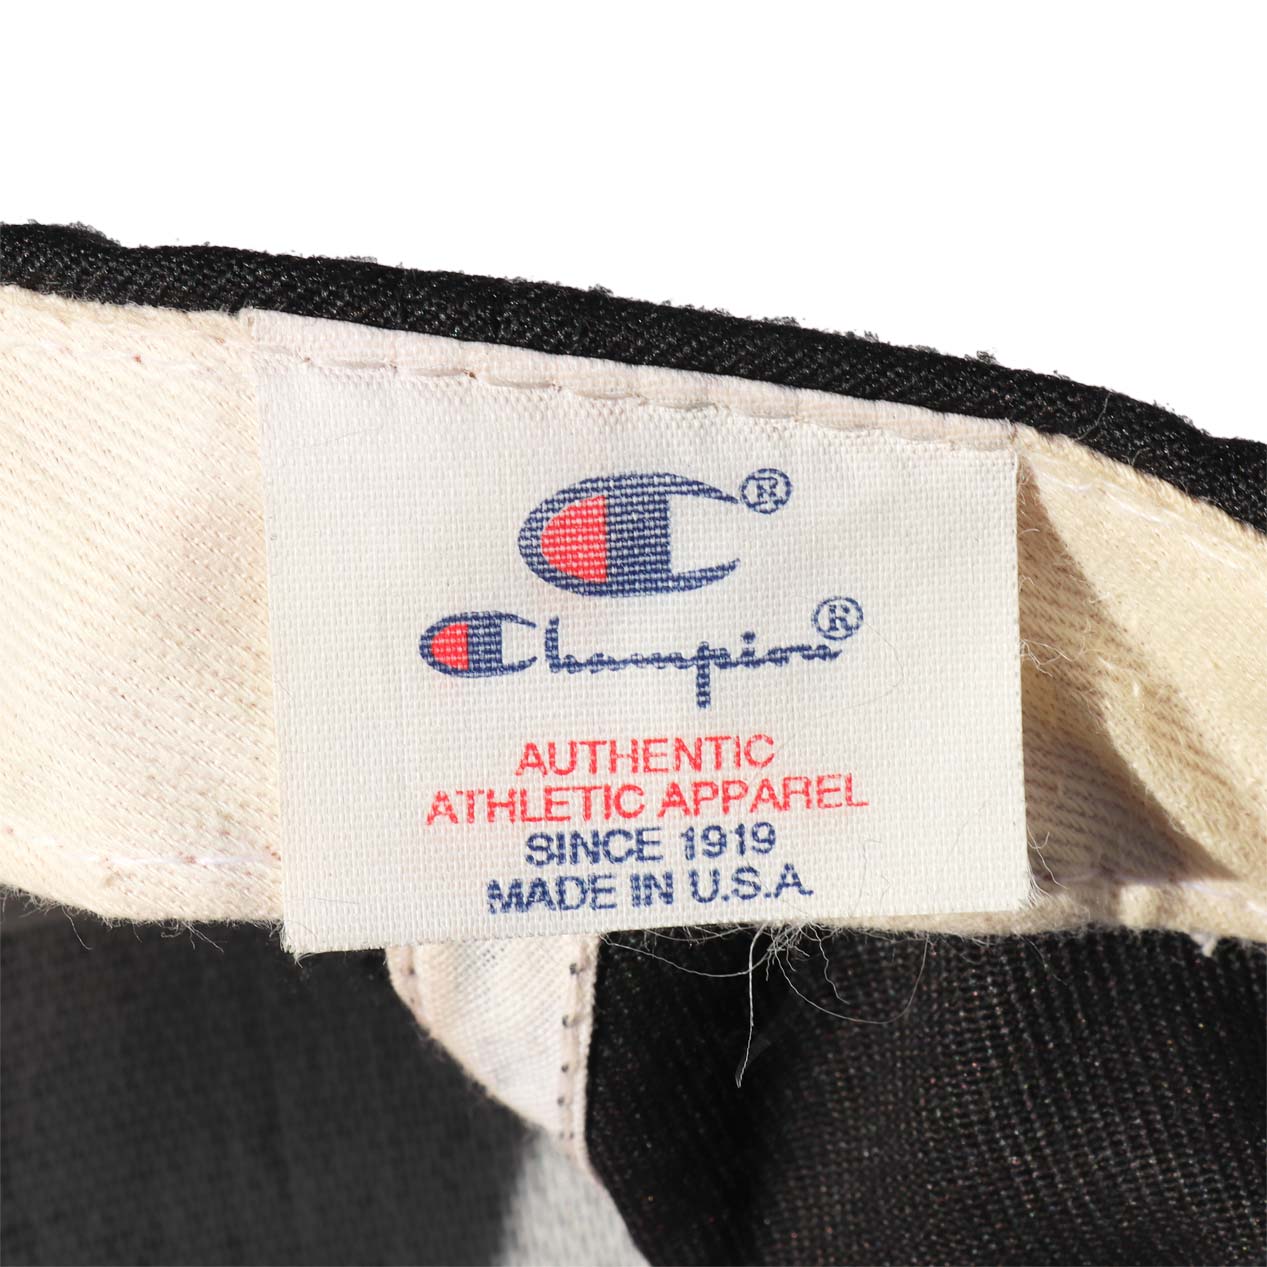 C®
Champion®
AUTHENTIC
ATHLETIC APPAREL
SINCE 1919
MADE IN U.S.A.